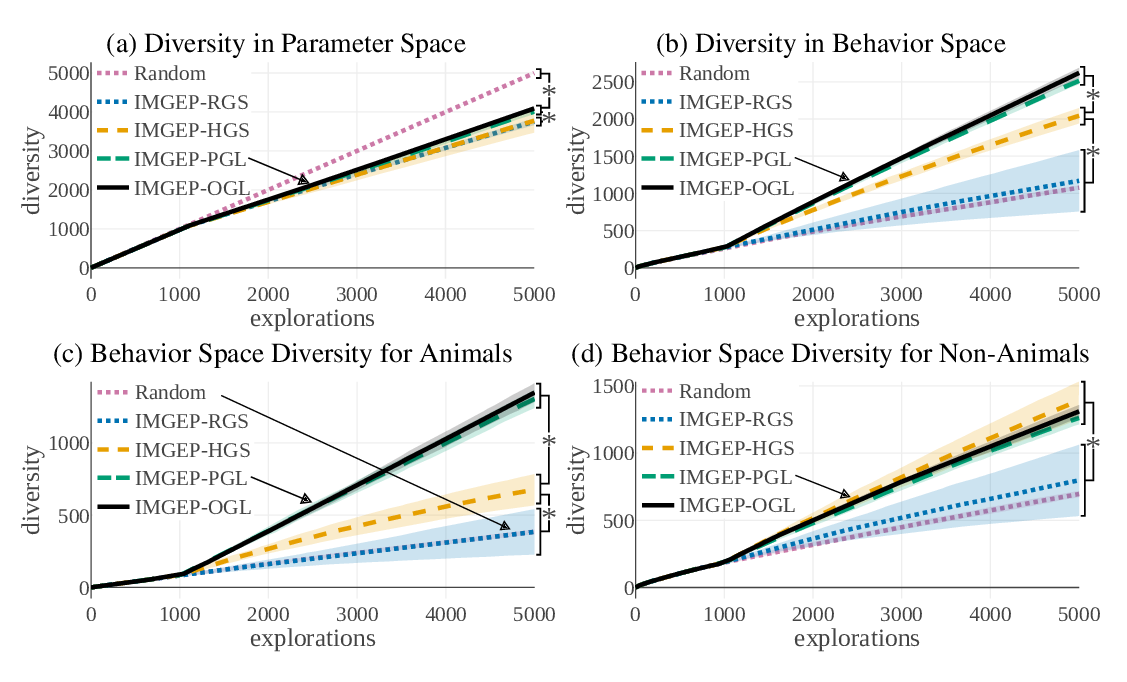 (a) Diversity in Parameter Space
5000
4000
3000
2000
1000
0
diversity
Random
IMGEP-RGS
IMGEP-HGS
IMGEP-PGL
IMGEP-OGL
*
*
0 1000 2000 3000 4000 5000
explorations
(b) Diversity in Behavior Space
2500
2000
1500
1000
500
0
diversity
Random
IMGEP-RGS
IMGEP-HGS
IMGEP-PGL
IMGEP-OGL
*
*
0 1000 2000 3000 4000 5000
explorations
(c) Behavior Space Diversity for Animals
1000
500
0
diversity
Random
IMGEP-RGS
IMGEP-HGS
IMGEP-PGL
IMGEP-OGL
*
*
0 1000 2000 3000 4000 5000
explorations
(d) Behavior Space Diversity for Non-Animals
1500
1000
500
0
diversity
Random
IMGEP-RGS
IMGEP-HGS
IMGEP-PGL
IMGEP-OGL
*
0 1000 2000 3000 4000 5000
explorations